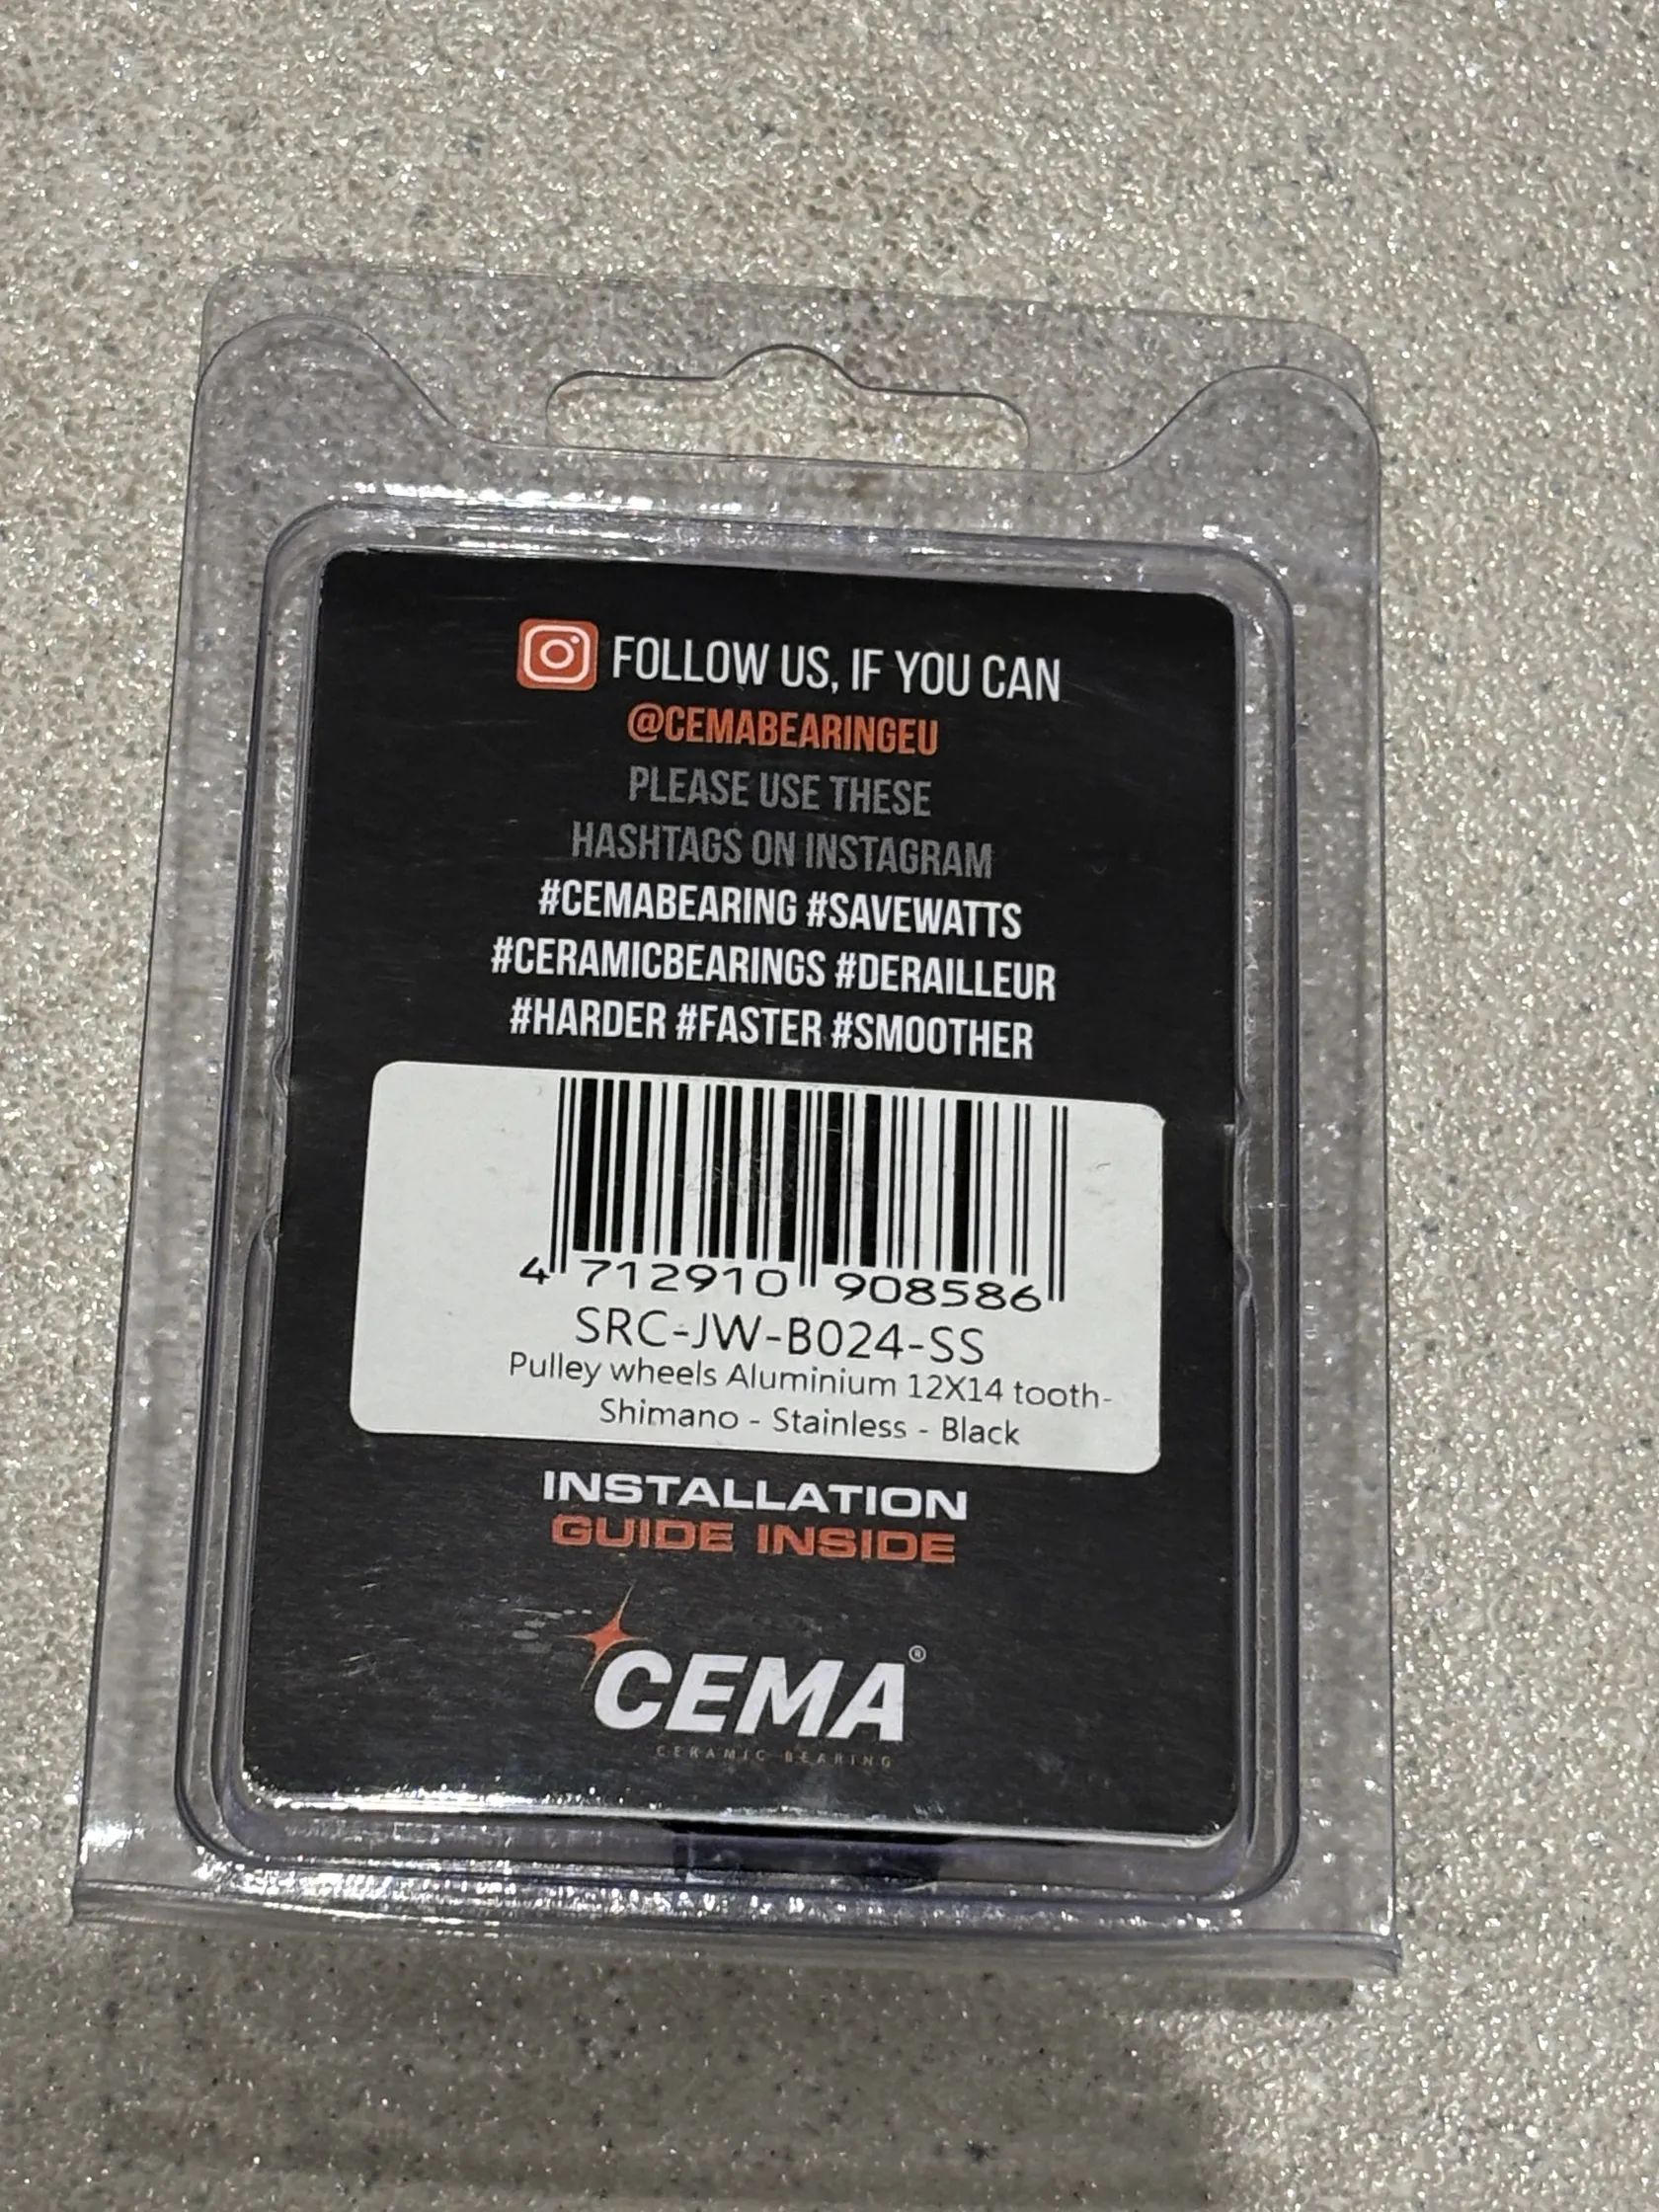 FOLLOW US, IF YOU CAN
@CEMABEARINGEU
PLEASE USE THESE
HASHTAGS ON INSTAGRAM
#CEMABEARING #SAVEWATTS
#CERAMICBEARINGS #DERAILLEUR
#HARDER #FASTER #SMOOTHER
4 712910 908586
SRC-JW-B024-SS
Pulley wheels Aluminium 12X14 tooth-
Shimano - Stainless - Black
INSTALLATION
GUIDE INSIDE
CEMA®
CERAMIC BEARING